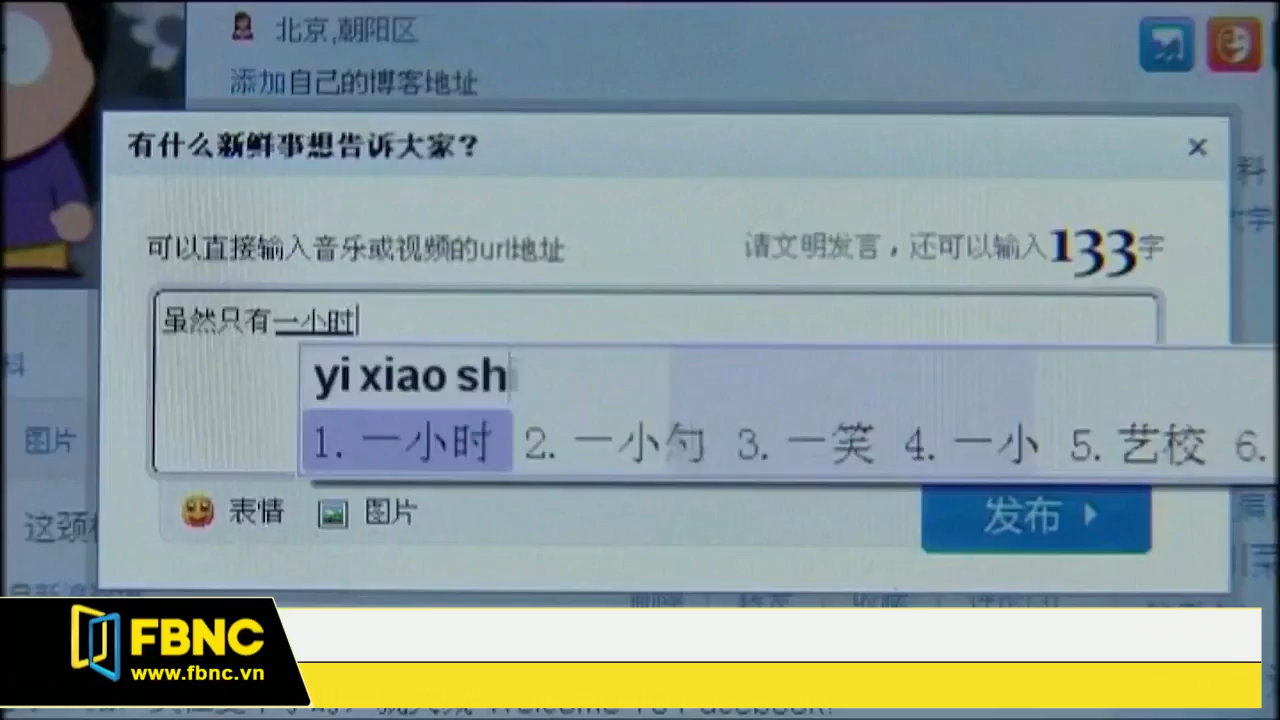 北京,朝阳区
添加自己的博客地址
有什么新鲜事想告诉大家？
×
可以直接输入音乐或视频的url地址
请文明发言，还可以输入133字
虽然只有一小时
yi xiao sh
1. 一小时 2. 一小勺 3. 一笑 4. 一小 5. 艺校 6.
科
图片
表情 图片
发布
FBNC
www.fbnc.vn